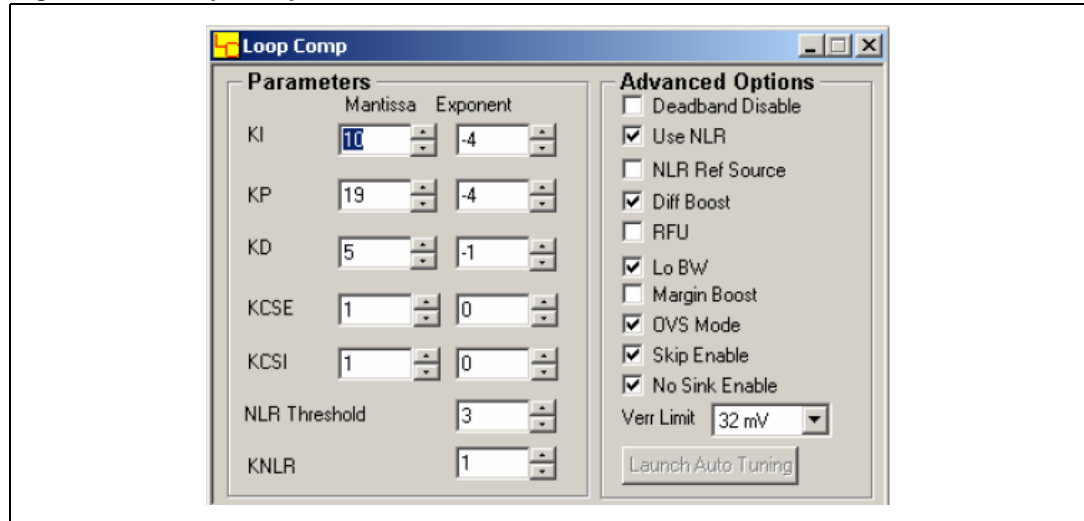 Loop Comp
Parameters
Mantissa Exponent
KI 10 -4
KP 19 -4
KD 5 -1
KCSE 1 0
KCSI 1 0
NLR Threshold 3
KNLR 1
Advanced Options
Deadband Disable
Use NLR
NLR Ref Source
Diff Boost
RFU
Lo BW
Margin Boost
OVS Mode
Skip Enable
No Sink Enable
Verr Limit 32 mV
Launch Auto Tuning